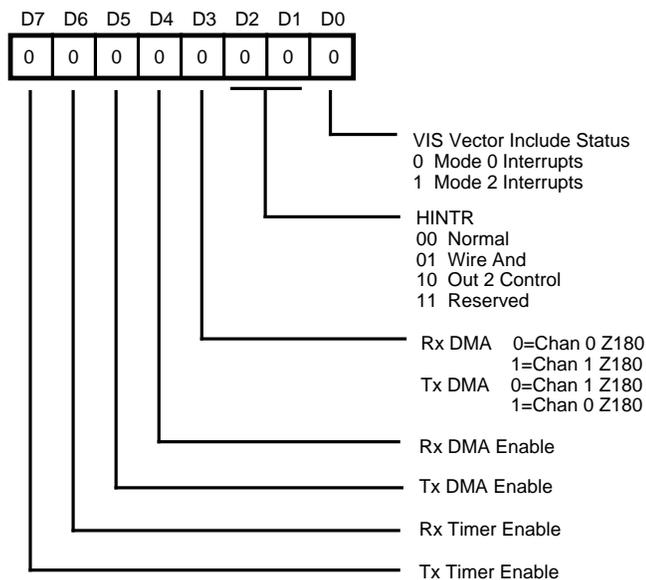 D7 D6 D5 D4 D3 D2 D1 D0
0 0 0 0 0 0 0 0
VIS Vector Include Status
0 Mode 0 Interrupts
1 Mode 2 Interrupts
HINTR
00 Normal
01 Wire And
10 Out 2 Control
11 Reserved
Rx DMA 0=Chan 0 Z180
1=Chan 1 Z180
Tx DMA 0=Chan 1 Z180
1=Chan 0 Z180
Rx DMA Enable
Tx DMA Enable
Rx Timer Enable
Tx Timer Enable